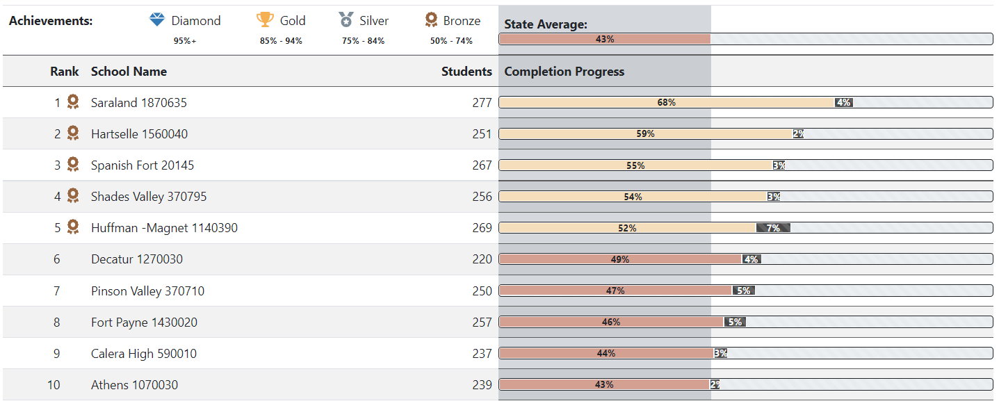 Achievements: Diamond Gold Silver Bronze State Average:
95%+ 85% - 94% 75% - 84% 50% - 74% 43%
Rank School Name Students Completion Progress
1 Saraland 1870635 277 68% 4%
2 Hartselle 1560040 251 59% 2%
3 Spanish Fort 20145 267 55% 3%
4 Shades Valley 370795 256 54% 3%
5 Huffman -Magnet 1140390 269 52% 7%
6 Decatur 1270030 220 49% 4%
7 Pinson Valley 370710 250 47% 5%
8 Fort Payne 1430020 257 46% 5%
9 Calera High 590010 237 44% 3%
10 Athens 1070030 239 43% 2%